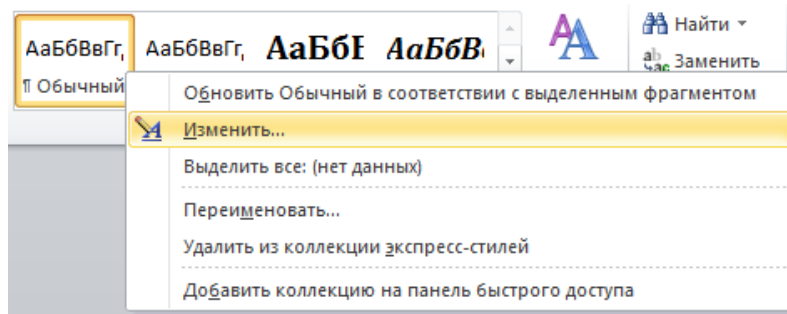 АаБбВвГг, АаБбВвГг, АаБбІ АаБбВ
Найти
Заменить
¶ Обычный
Обновить Обычный в соответствии с выделенным фрагментом
Изменить...
Выделить все: (нет данных)
Переименовать...
Удалить из коллекции экспресс-стилей
Добавить коллекцию на панель быстрого доступа